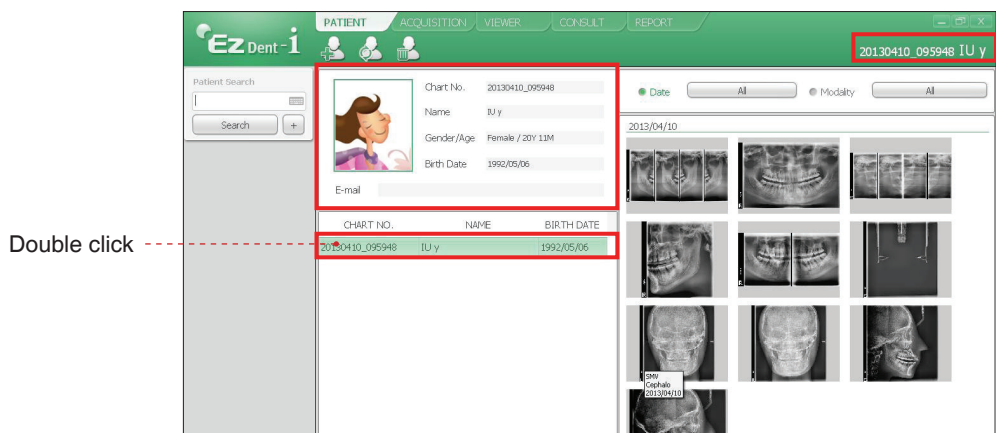 PATIENT ACQUISITION VIEWER CONSULT REPORT
Ez Dent-i
20130410_095948 IU y
Patient Search
Search +
Chart No. 20130410_095948
Name IU y
Gender/Age Female / 20Y 11M
Birth Date 1992/05/06
E-mail
Date All Modality All
2013/04/10
CHART NO. NAME BIRTH DATE
20130410_095948 IU y 1992/05/06
Double click
SMV
Cephalo
2013/04/10